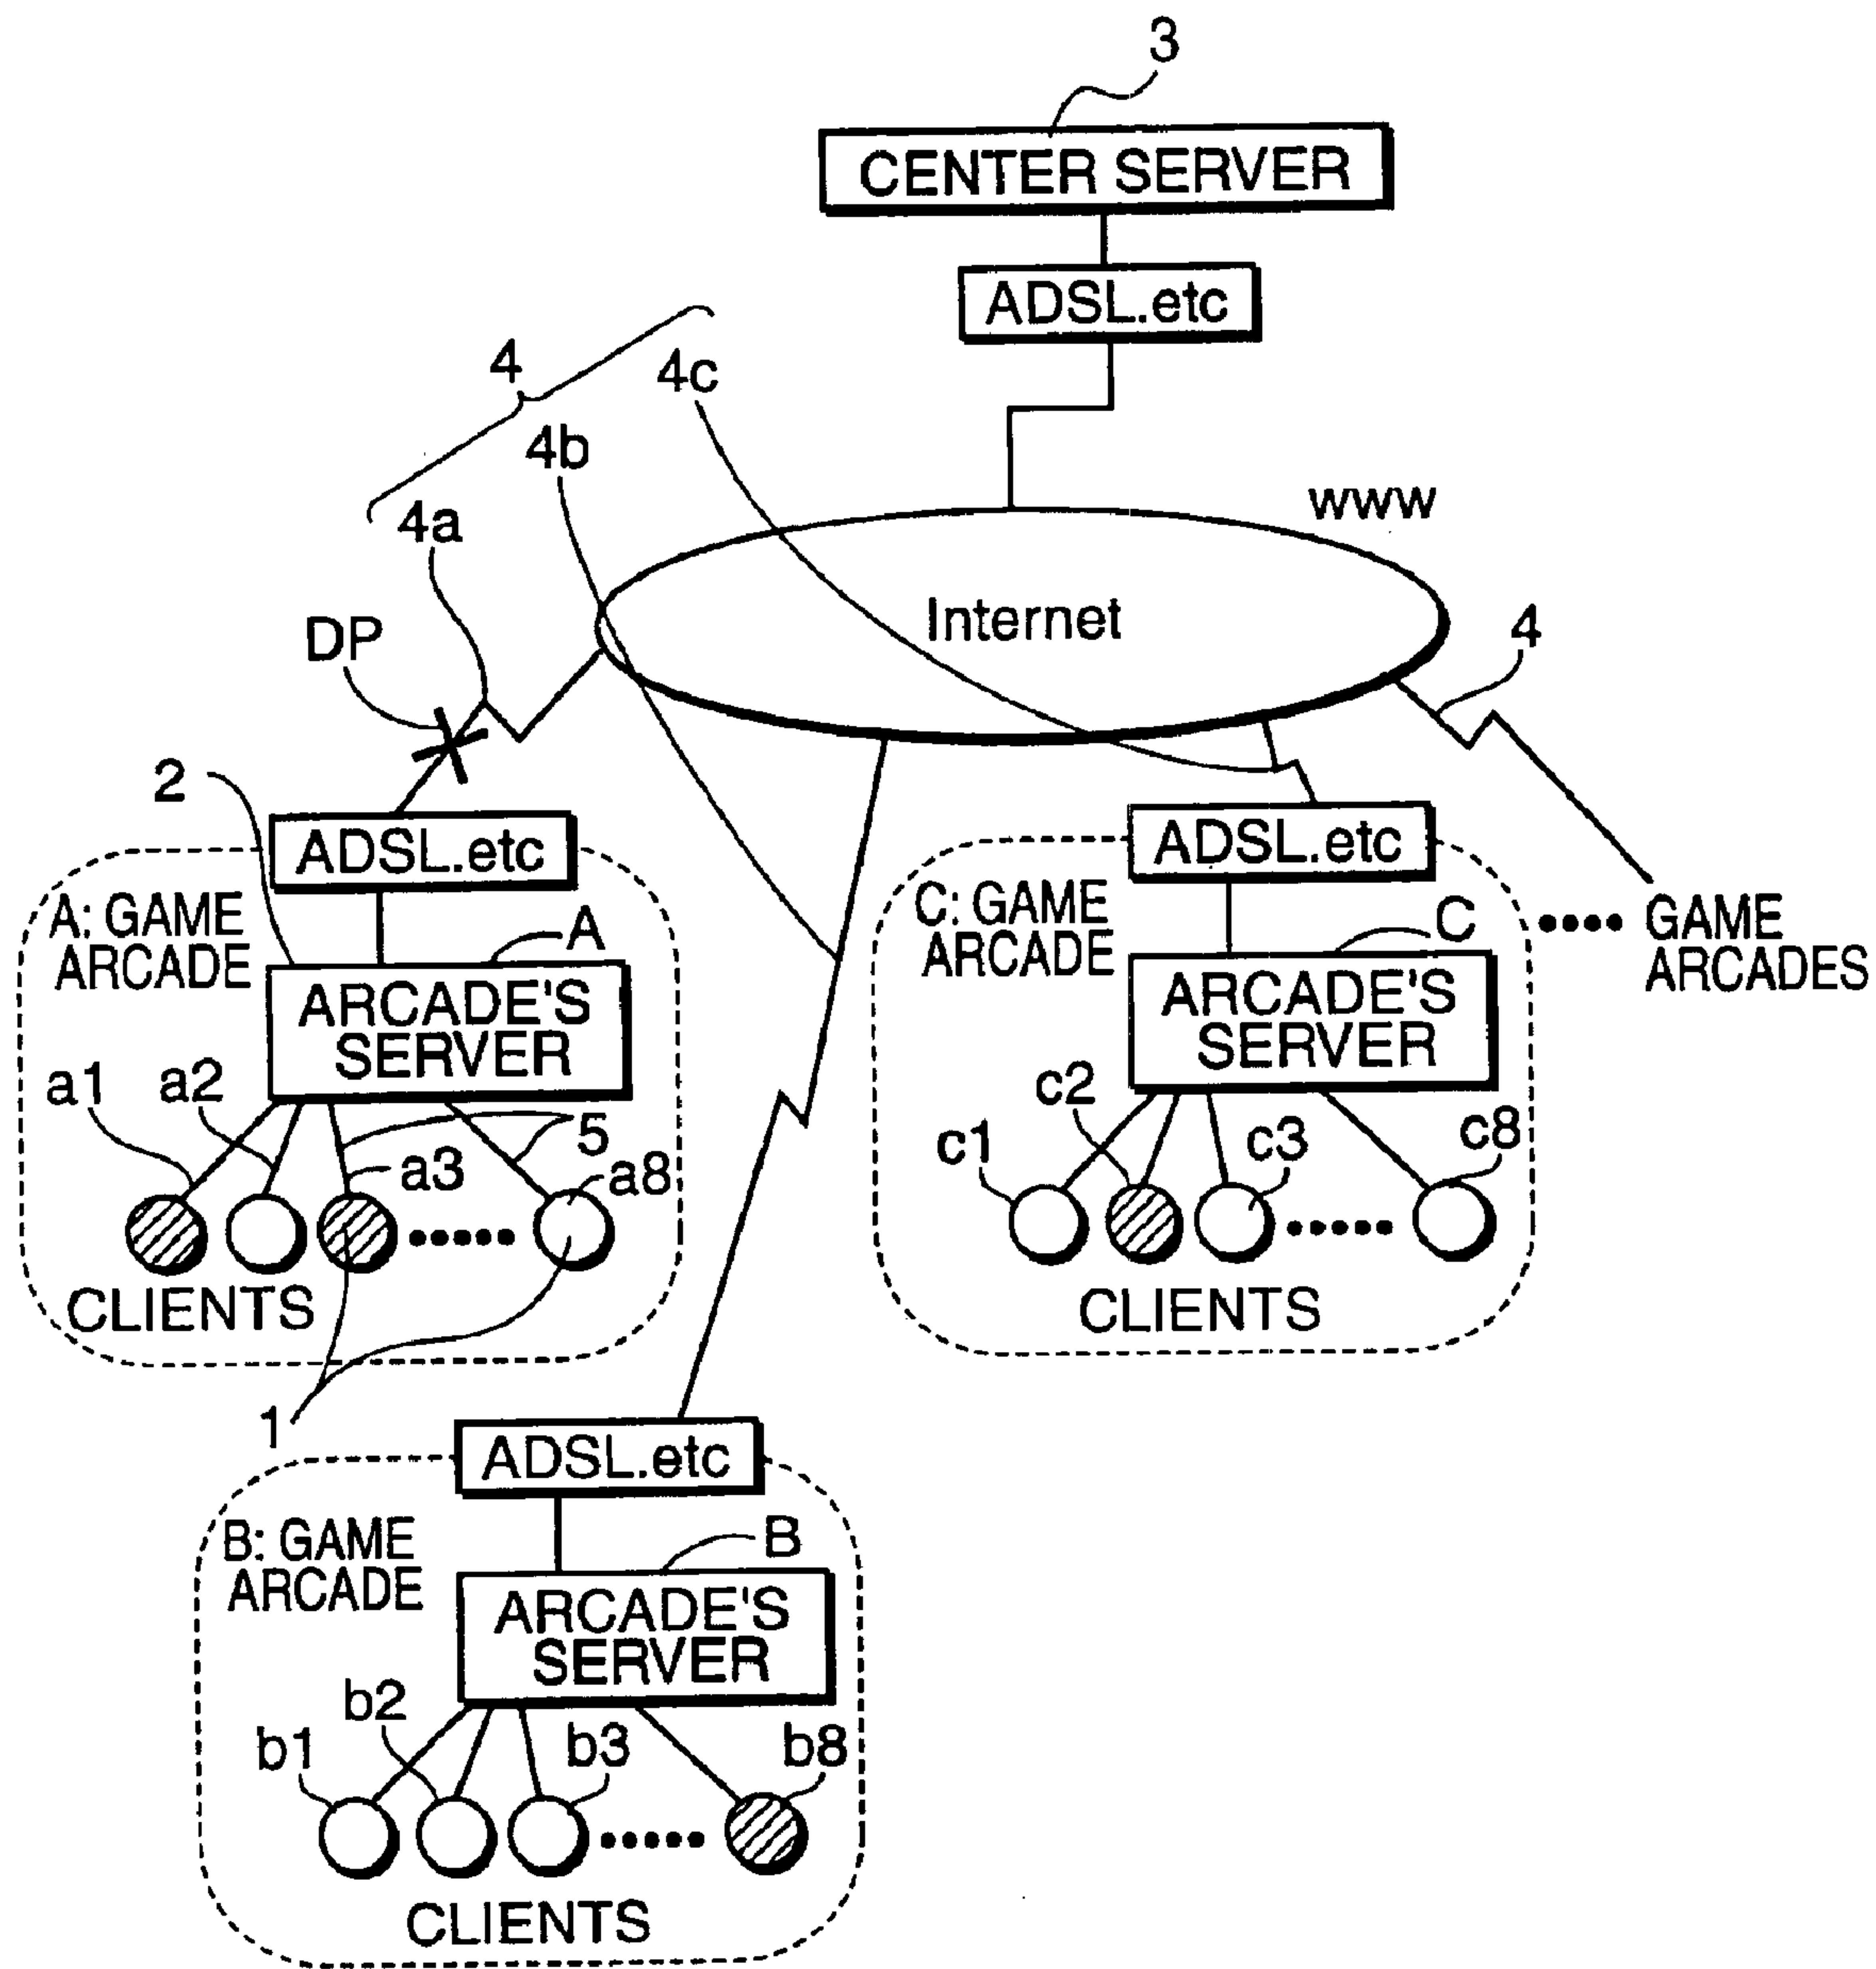 3
CENTER SERVER
ADSL.etc
4
4c
4b
4a
www
Internet
DP
4
2
ADSL.etc
ADSL.etc
A: GAME
ARCADE
A
ARCADE'S
SERVER
a1
a2
a3
5
a8
CLIENTS
1
C: GAME
ARCADE
C
ARCADE'S
SERVER
c1
c2
c3
c8
CLIENTS
GAME
ARCADES
ADSL.etc
B: GAME
ARCADE
B
ARCADE'S
SERVER
b1
b2
b3
b8
CLIENTS